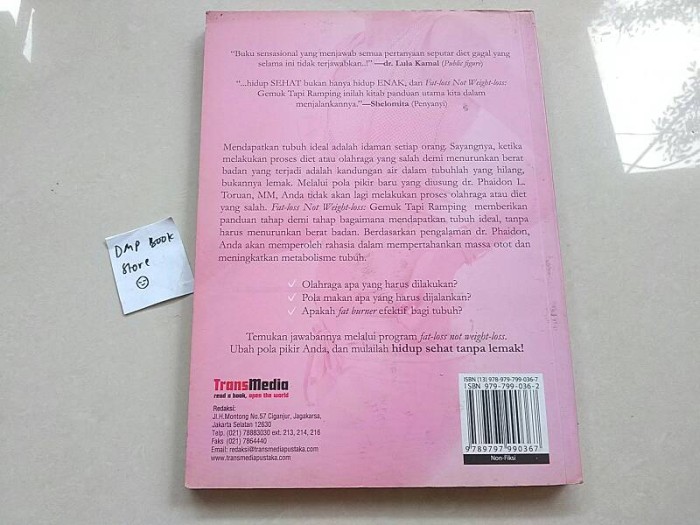 “Buku sensasional yang menjawab semua pertanyaan seputar diet gagal yang
selama ini tidak terjawabkan..!” —dr. Lula Kamal (Public figure)
“...hidup SEHAT bukan hanya hidup ENAK, dan Fat-loss Not Weight-loss:
Gemuk Tapi Ramping inilah kitab panduan utama kita dalam
menjalankannya.”—Shelomita (Penyanyi)
Mendapatkan tubuh ideal adalah idaman setiap orang. Sayangnya, ketika
melakukan proses diet atau olahraga yang salah demi menurunkan berat
badan yang terjadi adalah kandungan air dalam tubuhlah yang hilang,
bukannya lemak. Melalui pola pikir baru yang diusung dr. Phaidon L.
Toruan, MM, Anda tidak akan lagi melakukan proses olahraga atau diet
yang salah. Fat-loss Not Weight-loss: Gemuk Tapi Ramping memberikan
panduan tahap demi tahap bagaimana mendapatkan tubuh ideal, tanpa
harus menurunkan berat badan. Berdasarkan pengalaman dr. Phaidon,
Anda akan memperoleh rahasia dalam mempertahankan massa otot dan
meningkatkan metabolisme tubuh.
DMP Book
Store
✓ Olahraga apa yang harus dilakukan?
✓ Pola makan apa yang harus dijalankan?
✓ Apakah fat burner efektif bagi tubuh?
Temukan jawabannya melalui program fat-loss not weight-loss.
Ubah pola pikir Anda, dan mulailah hidup sehat tanpa lemak!
TransMedia
read a book, open the world
Redaksi:
Jl.H.Montong No.57 Ciganjur, Jagakarsa,
Jakarta Selatan 12630
Telp. (021) 78883030 ext. 213, 214, 216
Faks (021) 7864440
Email; redaksi@transmediapustaka.com
www.transmediapustaka.com
ISBN (13) 978-979-799-036-7
ISBN 979-799-036-2
9789797990367
Non-Fiksi